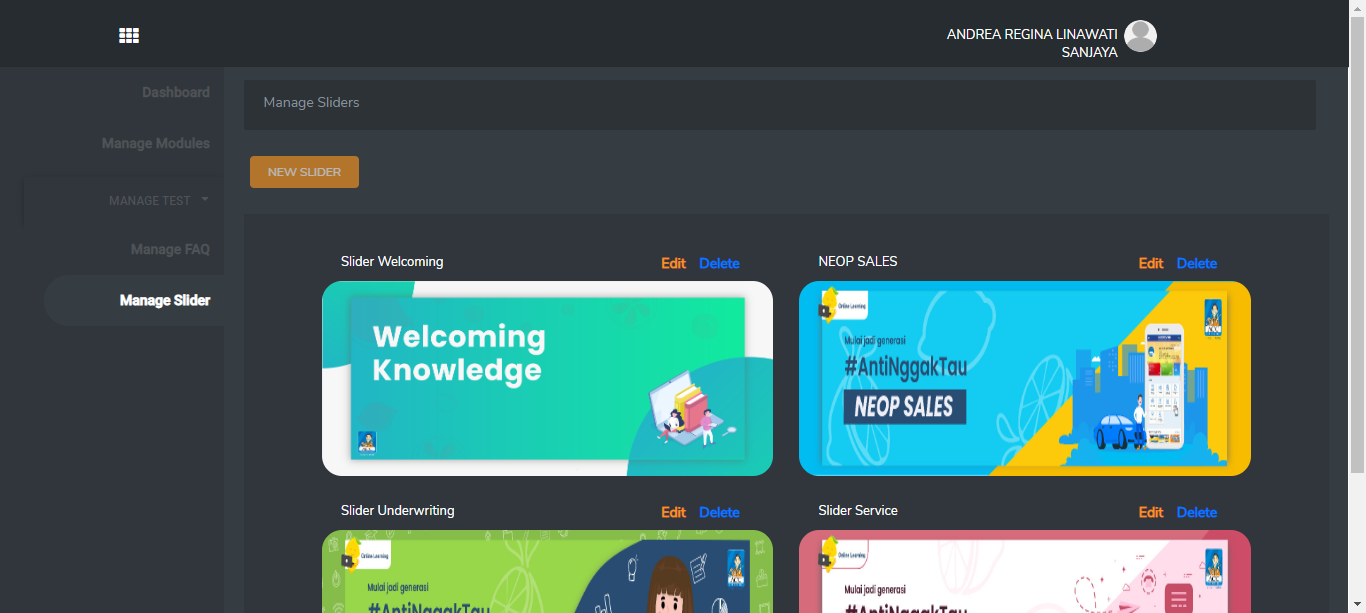 ANDREA REGINA LINAWATI
SANJAYA
Dashboard
Manage Modules
MANAGE TEST
Manage FAQ
Manage Slider
Manage Sliders
NEW SLIDER
Slider Welcoming
Edit Delete
Welcoming
Knowledge
NEOP SALES
Edit Delete
Online Learning
Mulai jadi generasi
#AntiNggakTau
NEOP SALES
Slider Underwriting
Edit Delete
Online Learning
Mulai jadi generasi
#AntiNggakTau
Slider Service
Edit Delete
Online Learning
Mulai jadi generasi
#AntiNggakTau